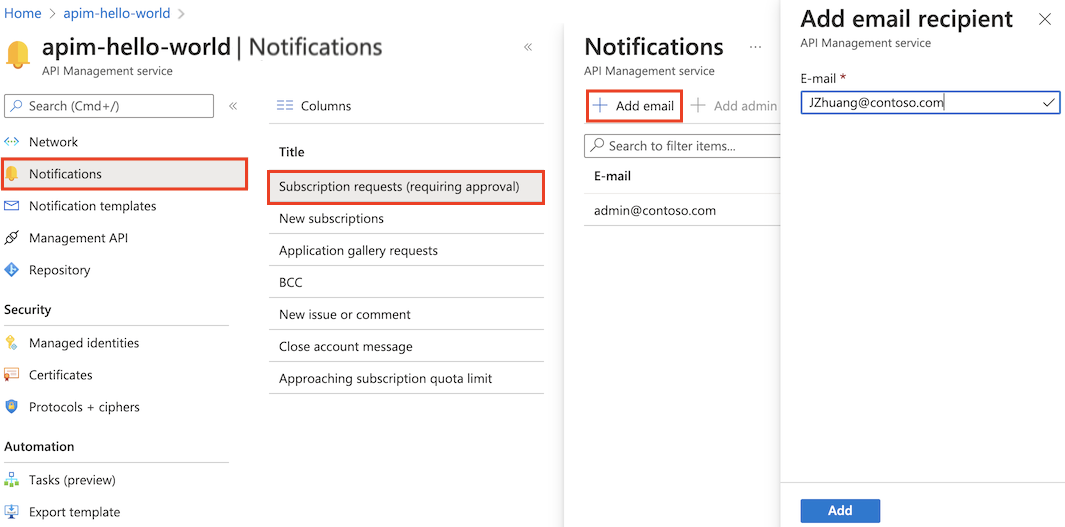 Home > apim-hello-world >
apim-hello-world | Notifications
API Management service
Search (Cmd+/)
Network
Notifications
Notification templates
Management API
Repository
Security
Managed identities
Certificates
Protocols + ciphers
Automation
Tasks (preview)
Export template
Columns
Title
Subscription requests (requiring approval)
New subscriptions
Application gallery requests
BCC
New issue or comment
Close account message
Approaching subscription quota limit
Notifications ...
API Management service
Add email
Add admin
Search to filter items...
E-mail
admin@contoso.com
Add email recipient
API Management service
E-mail *
JZhuang@contoso.com
Add